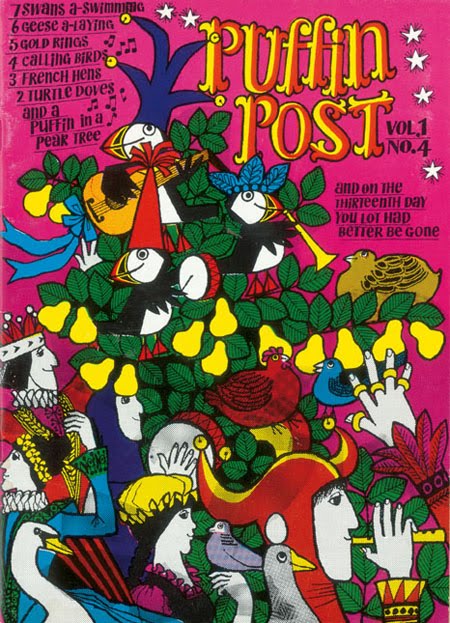 7 SWANS A-SWIMMING
6 GEESE A-LAYING
5 GOLD RINGS
4 CALLING BIRDS
3 FRENCH HENS
2 TURTLE DOVES
and a
PUFFIN in a
PEAR TREE
PUffin
POST
VOL.1
NO.4
and on the
thirteenth day
you lot had
better be gone